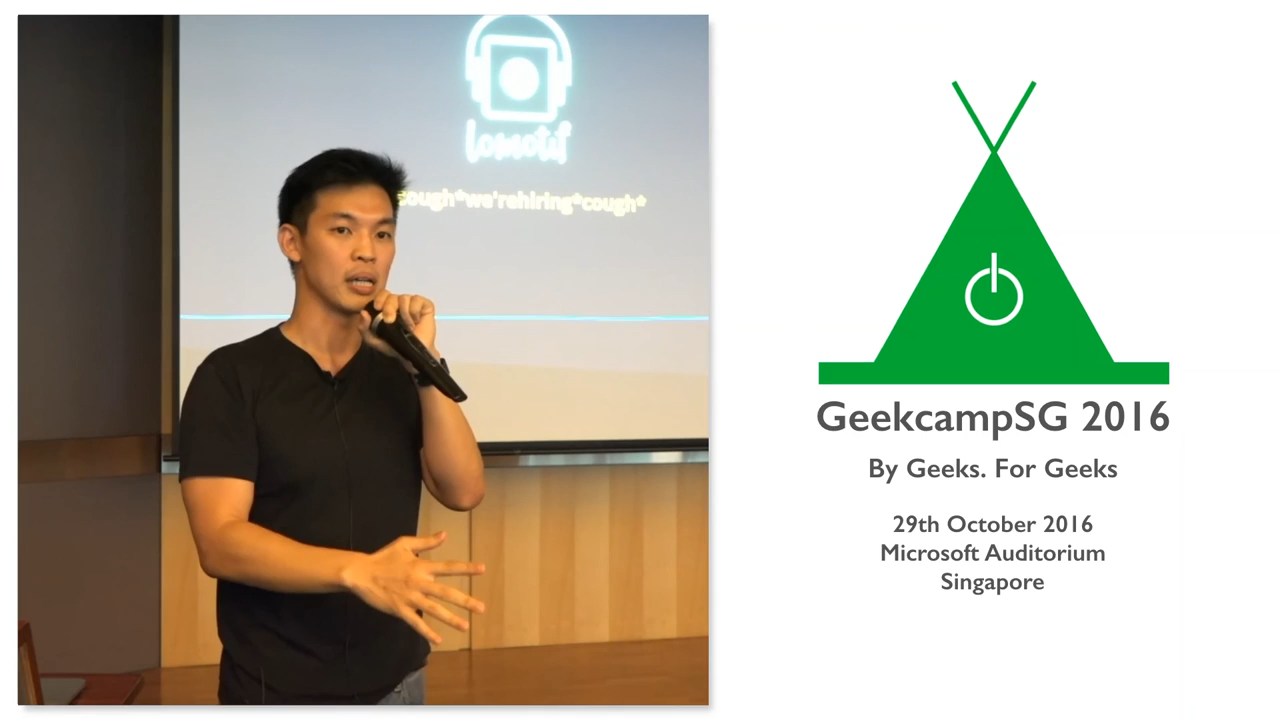 lomotif
cough*we'rehiring*cough*
GeekcampSG 2016
By Geeks. For Geeks
29th October 2016
Microsoft Auditorium
Singapore